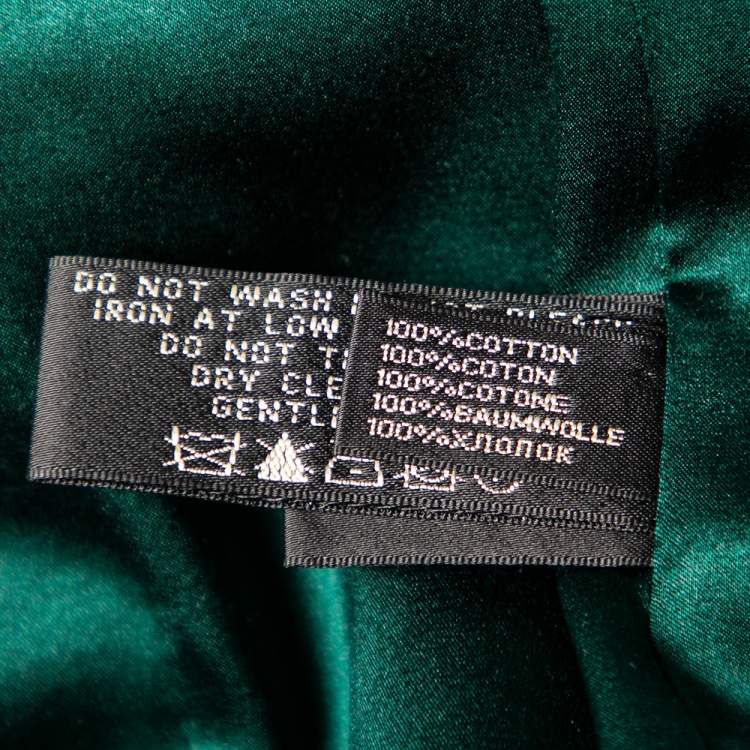 DO NOT WASH
IRON AT LOW
DO NOT
DRY
GENTL
100%COTTON
100%COTON
100%COTONE
100%BAUMWOLLE
100%ХЛОПОК